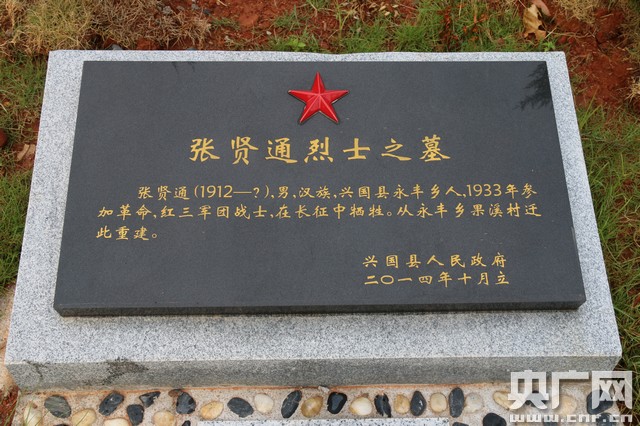 张贤通烈士之墓
张贤通(1912—?),男,汉族,兴国县永丰乡人,1933年参
加革命,红三军团战士,在长征中牺牲。从永丰乡果溪村迁
此重建。
兴国县人民政府
二〇一四年十月立
央广网
www.cnr.cn